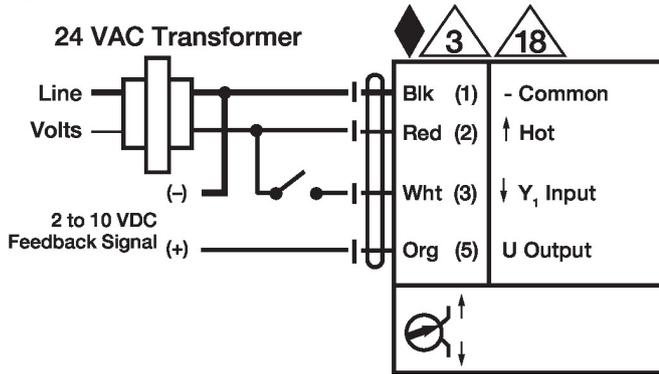 24 VAC Transformer
3
18
Line
Volts
Blk (1) - Common
Red (2) ↑ Hot
(–)
Wht (3) ↓ Y₁ Input
2 to 10 VDC
Feedback Signal (+)
Org (5) U Output